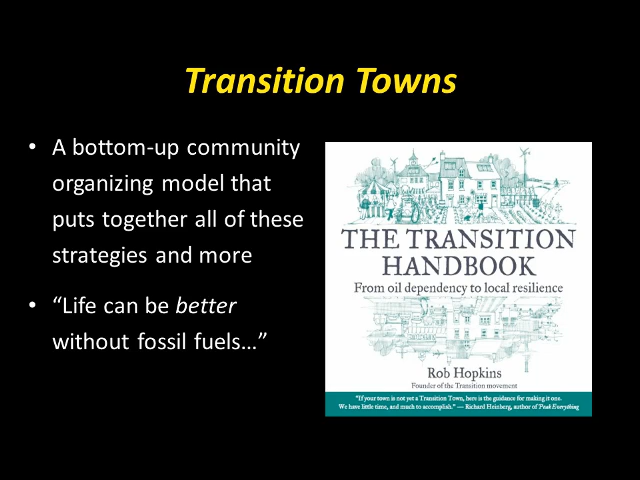 Transition Towns
• A bottom-up community
organizing model that
puts together all of these
strategies and more
• “Life can be better
without fossil fuels…”
THE TRANSITION
HANDBOOK
From oil dependency to local resilience
Rob Hopkins
Founder of the Transition movement
"If your town is not yet a Transition Town, here is the guidance for making it one.
We have little time, and much to accomplish." — Richard Heinberg, author of Peak Everything